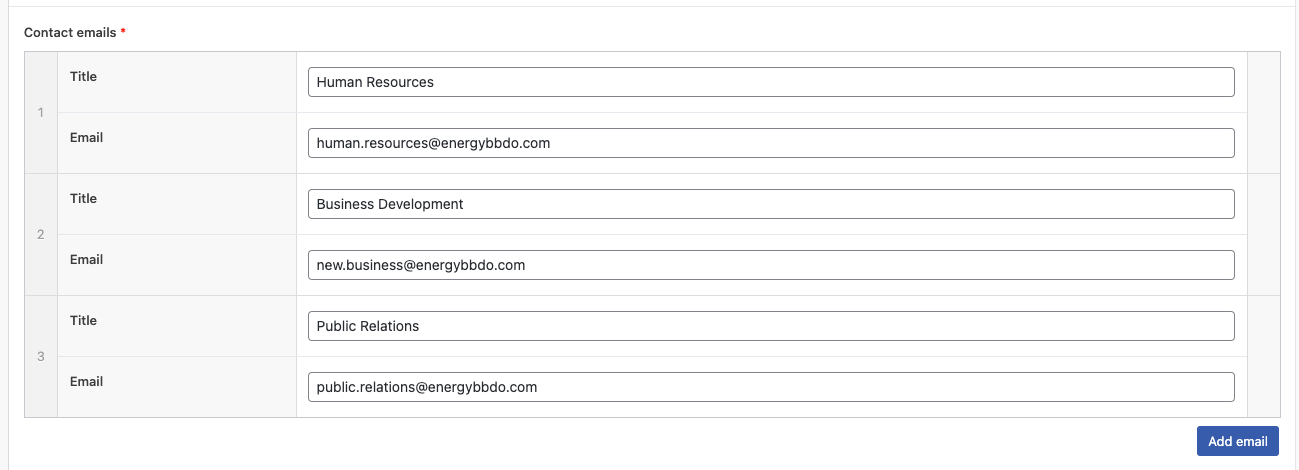 Contact emails *
1
Title
Human Resources
Email
human.resources@energybbdo.com
2
Title
Business Development
Email
new.business@energybbdo.com
3
Title
Public Relations
Email
public.relations@energybbdo.com
Add email